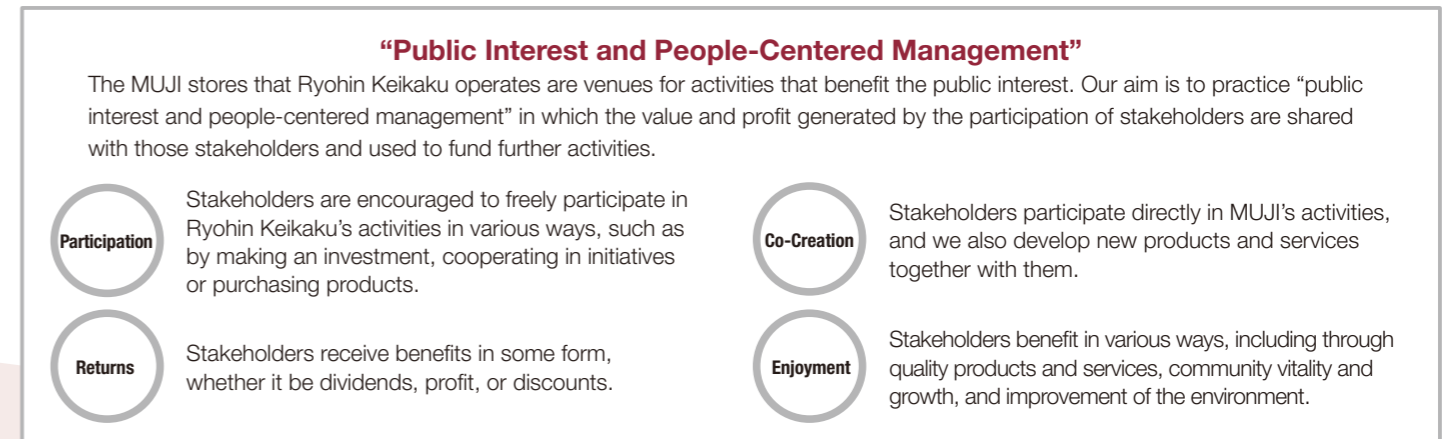 “Public Interest and People-Centered Management”
The MUJI stores that Ryohin Keikaku operates are venues for activities that benefit the public interest. Our aim is to practice “public
interest and people-centered management” in which the value and profit generated by the participation of stakeholders are shared
with those stakeholders and used to fund further activities.
Participation
Stakeholders are encouraged to freely participate in
Ryohin Keikaku’s activities in various ways, such as
by making an investment, cooperating in initiatives
or purchasing products.
Co-Creation
Stakeholders participate directly in MUJI’s activities,
and we also develop new products and services
together with them.
Returns
Stakeholders receive benefits in some form,
whether it be dividends, profit, or discounts.
Enjoyment
Stakeholders benefit in various ways, including through
quality products and services, community vitality and
growth, and improvement of the environment.